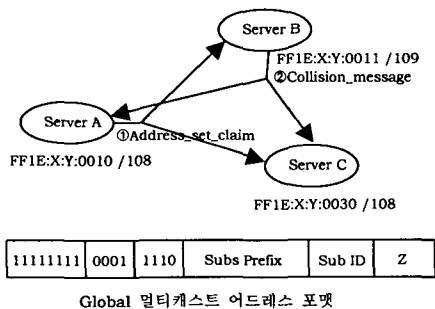 Server B
FF1E:X:Y:0011 /109
②Collision_message
Server A
①Address_set_claim
FF1E:X:Y:0010 /108
Server C
FF1E:X:Y:0030 /108
11111111 0001 1110 Subs Prefix Sub ID Z
Global 멀티캐스트 어드레스 포맷